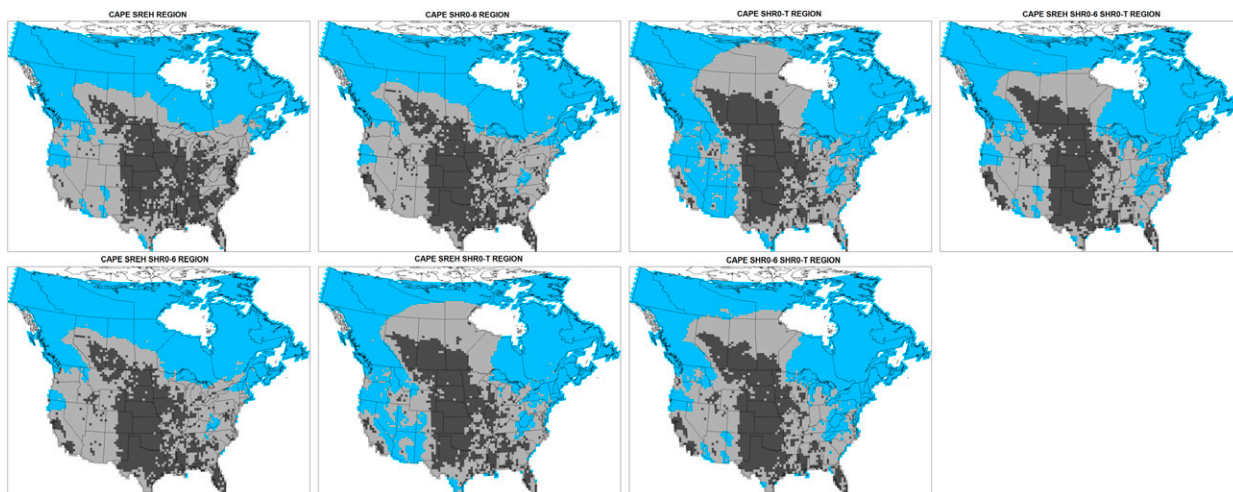 CAPE SREH REGION
CAPE SHR0-6 REGION
CAPE SHR0-T REGION
CAPE SREH SHR0-6 SHR0-T REGION
CAPE SREH SHR0-6 REGION
CAPE SREH SHR0-T REGION
CAPE SHR0-6 SHR0-T REGION